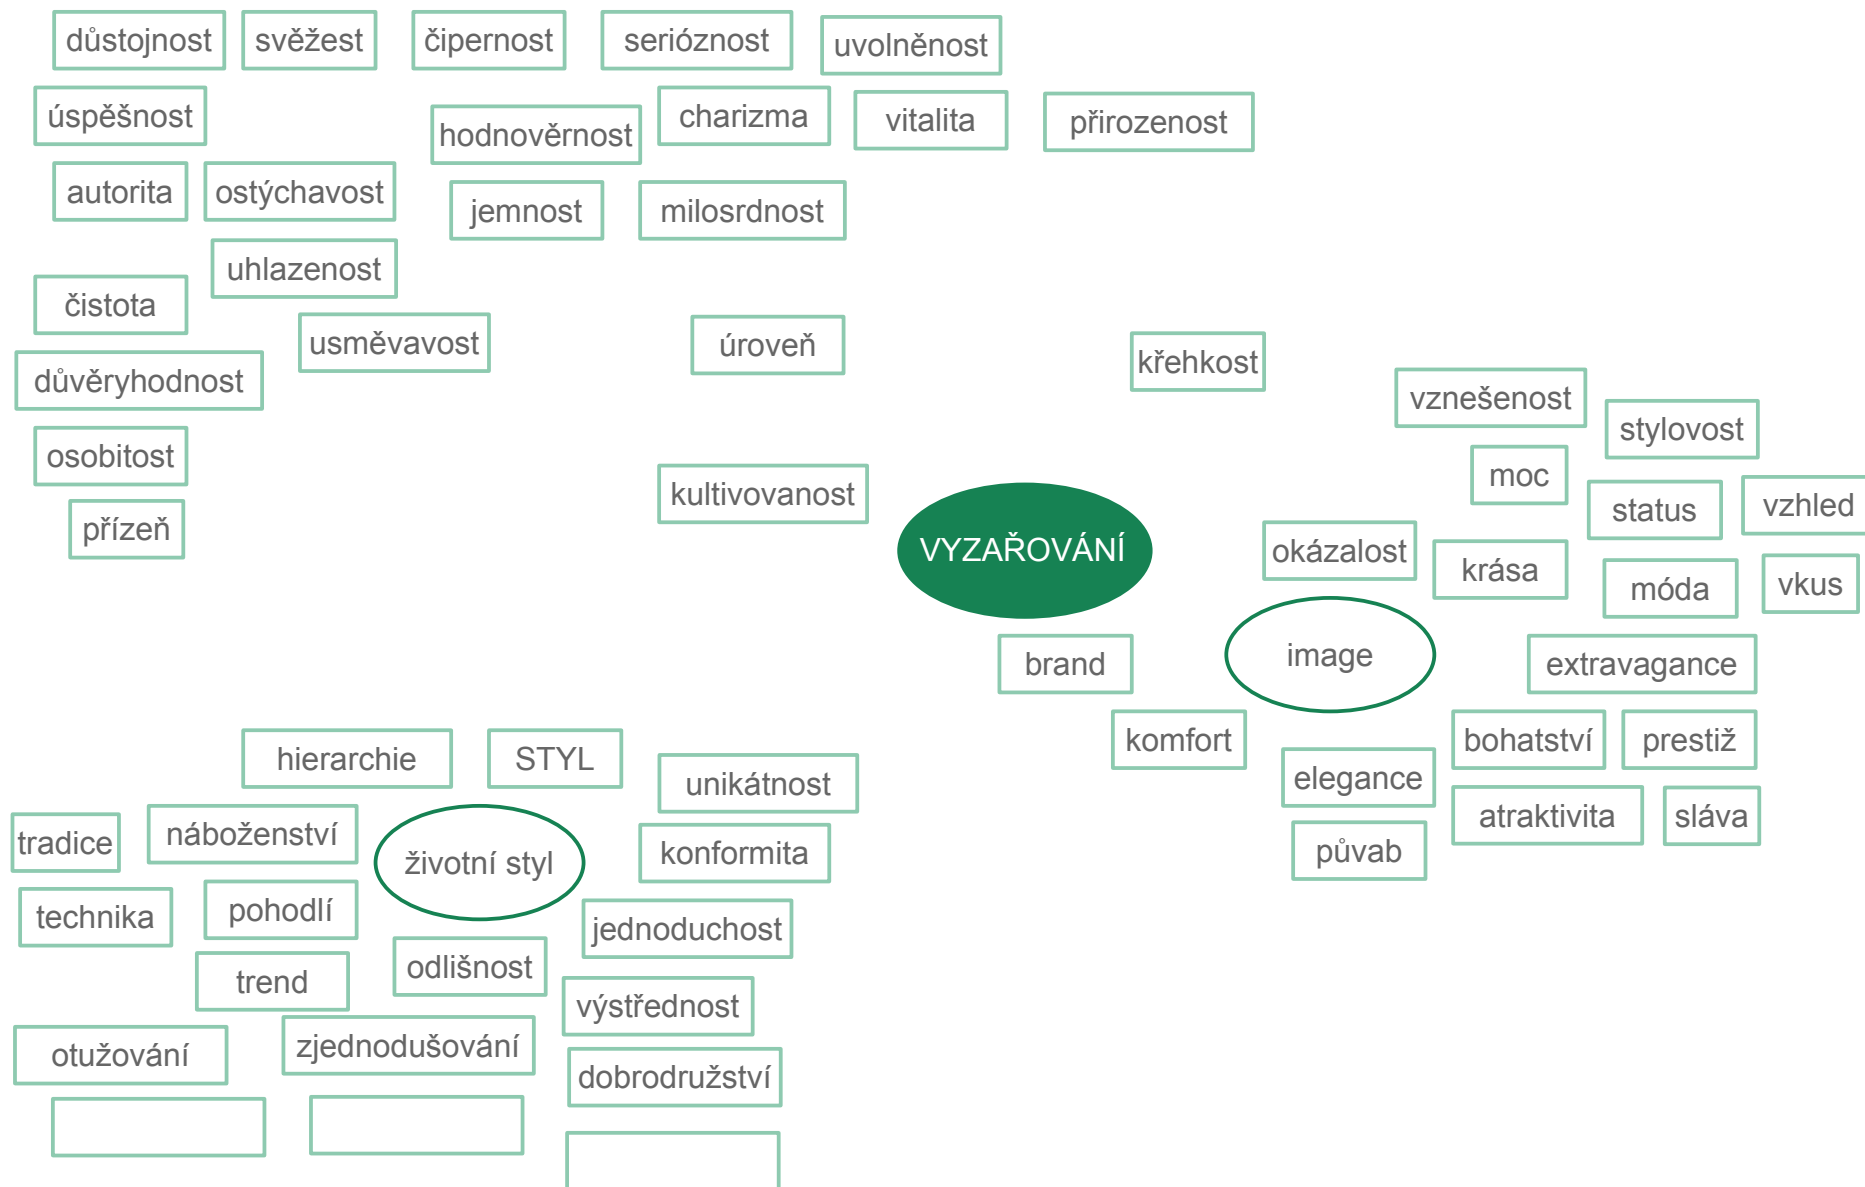 důstojnost
svěžest
čipernost
serióznost
uvolněnost
úspěšnost
hodnověrnost
charizma
vitalita
přirozenost
autorita
ostýchavost
jemnost
milosrdnost
uhlazenost
čistota
usměvavost
úroveň
křehkost
důvěryhodnost
vznešenost
stylovost
osobitost
moc
kultivovanost
status
vzhled
přízeň
VYZAŘOVÁNÍ
okázalost
krása
móda
vkus
brand
image
extravagance
komfort
bohatství
prestiž
hierarchie
STYL
unikátnost
elegance
atraktivita
sláva
tradice
náboženství
životní styl
konformita
půvab
technika
pohodlí
jednoduchost
trend
odlišnost
výstřednost
otužování
zjednodušování
dobrodružství